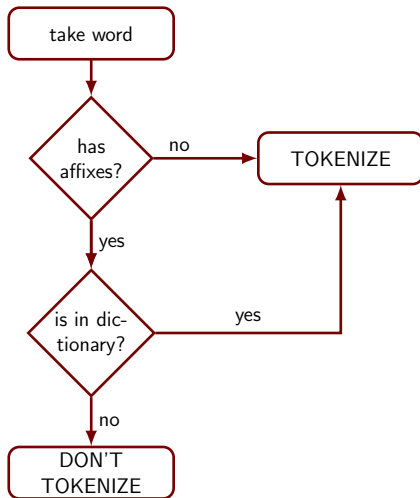 take word
has
affixes?
no
TOKENIZE
yes
is in dic-
tionary?
yes
no
DON'T
TOKENIZE